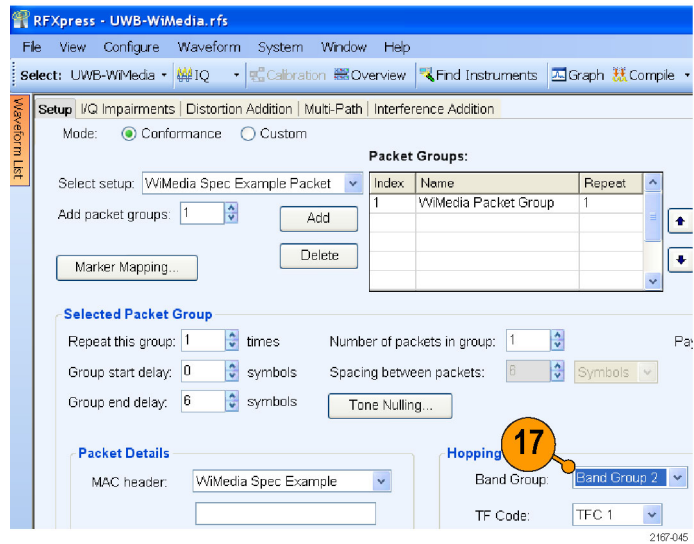 RFXpress - UWB-WiMedia.rfs
File View Configure Waveform System Window Help
Select: UWB-WiMedia IQ Calibration Overview Find Instruments Graph Compile
Waveform List
Setup I/Q Impairments Distortion Addition Multi-Path Interference Addition
Mode: Conformance Custom
Packet Groups:
Select setup: WiMedia Spec Example Packet
Index Name Repeat
1 WiMedia Packet Group 1
Add packet groups: 1 Add
Marker Mapping... Delete
Selected Packet Group
Repeat this group: 1 times Number of packets in group: 1
Group start delay: 0 symbols Spacing between packets: 6 Symbols
Group end delay: 6 symbols Tone Nulling...
Packet Details
MAC header: WiMedia Spec Example
Hopping
17
Band Group: Band Group 2
TF Code: TFC 1
2167-045